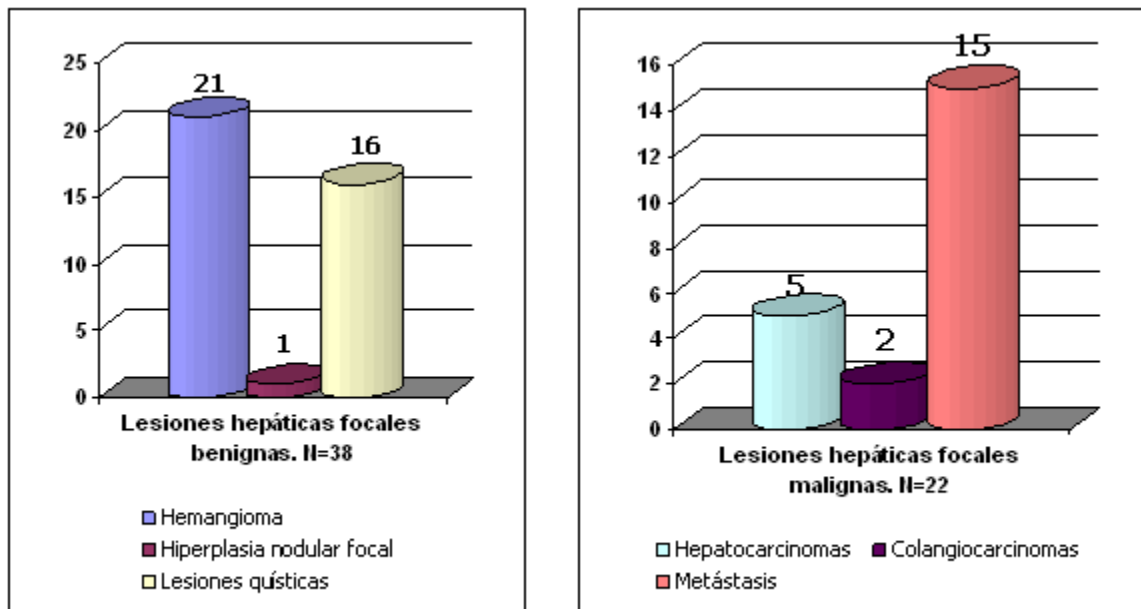 25
20
15
10
5
0
21
1
16
Lesiones hepáticas focales
benignas. N=38
Hemangioma
Hiperplasia nodular focal
Lesiones quísticas
16
14
12
10
8
6
4
2
0
5
2
15
Lesiones hepáticas focales
malignas. N=22
Hepatocarcinomas Colangiocarcinomas
Metástasis